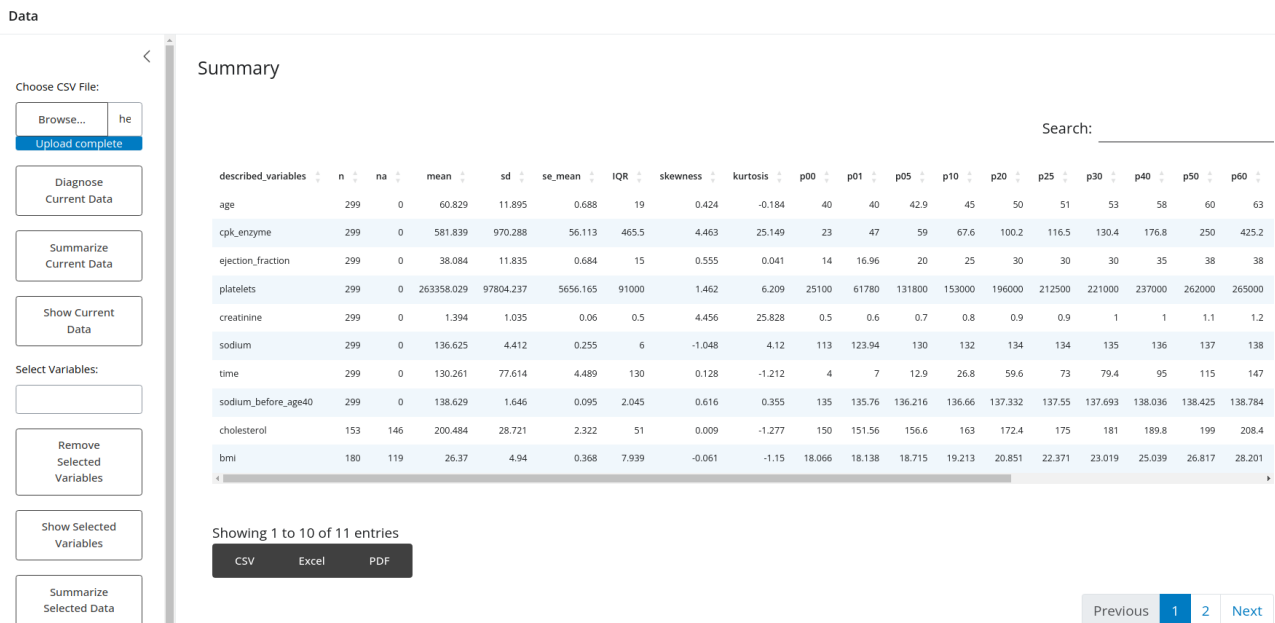 Data
Choose CSV File:
Browse... he
Upload complete
Diagnose
Current Data
Summarize
Current Data
Show Current
Data
Select Variables:
Remove
Selected
Variables
Show Selected
Variables
Summarize
Selected Data
Summary
Search:
described_variables n na mean sd se_mean IQR skewness kurtosis p00 p01 p05 p10 p20 p25 p30 p40 p50 p60
age 299 0 60.829 11.895 0.688 19 0.424 -0.184 40 40 42.9 45 50 51 53 58 60 63
cpk_enzyme 299 0 581.839 970.288 56.113 465.5 4.463 25.149 23 47 59 67.6 100.2 116.5 130.4 176.8 250 425.2
ejection_fraction 299 0 38.084 11.835 0.684 15 0.555 0.041 14 16.96 20 25 30 30 30 35 38 38
platelets 299 0 263358.029 97804.237 5656.165 91000 1.462 6.209 25100 61780 131800 153000 196000 212500 221000 237000 262000 265000
creatinine 299 0 1.394 1.035 0.06 0.5 4.456 25.828 0.5 0.6 0.7 0.8 0.9 0.9 1 1 1.1 1.2
sodium 299 0 136.625 4.412 0.255 6 -1.048 4.12 113 123.94 130 132 134 134 135 136 137 138
time 299 0 130.261 77.614 4.489 130 0.128 -1.212 4 7 12.9 26.8 59.6 73 79.4 95 115 147
sodium_before_age40 299 0 138.629 1.646 0.095 2.045 0.616 0.355 135 135.76 136.216 136.66 137.332 137.55 137.693 138.036 138.425 138.784
cholesterol 153 146 200.484 28.721 2.322 51 0.009 -1.277 150 151.56 156.6 163 172.4 175 181 189.8 199 208.4
bmi 180 119 26.37 4.94 0.368 7.939 -0.061 -1.15 18.066 18.138 18.715 19.213 20.851 22.371 23.019 25.039 26.817 28.201
Showing 1 to 10 of 11 entries
CSV Excel PDF
Previous 1 2 Next